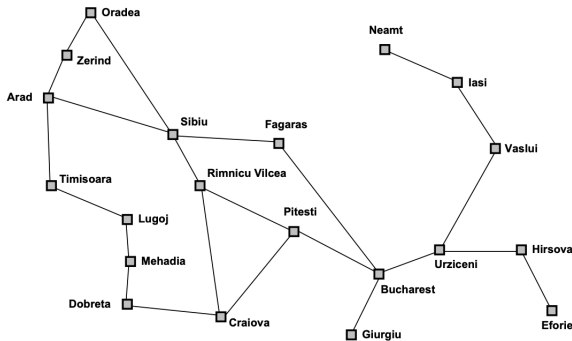 Oradea
Neamt
Zerind
Iasi
Arad
Sibiu
Fagaras
Vaslui
Rimnicu Vilcea
Timisoara
Pitesti
Lugoj
Hirsova
Mehadia
Urziceni
Bucharest
Dobreta
Craiova
Eforie
Giurgiu